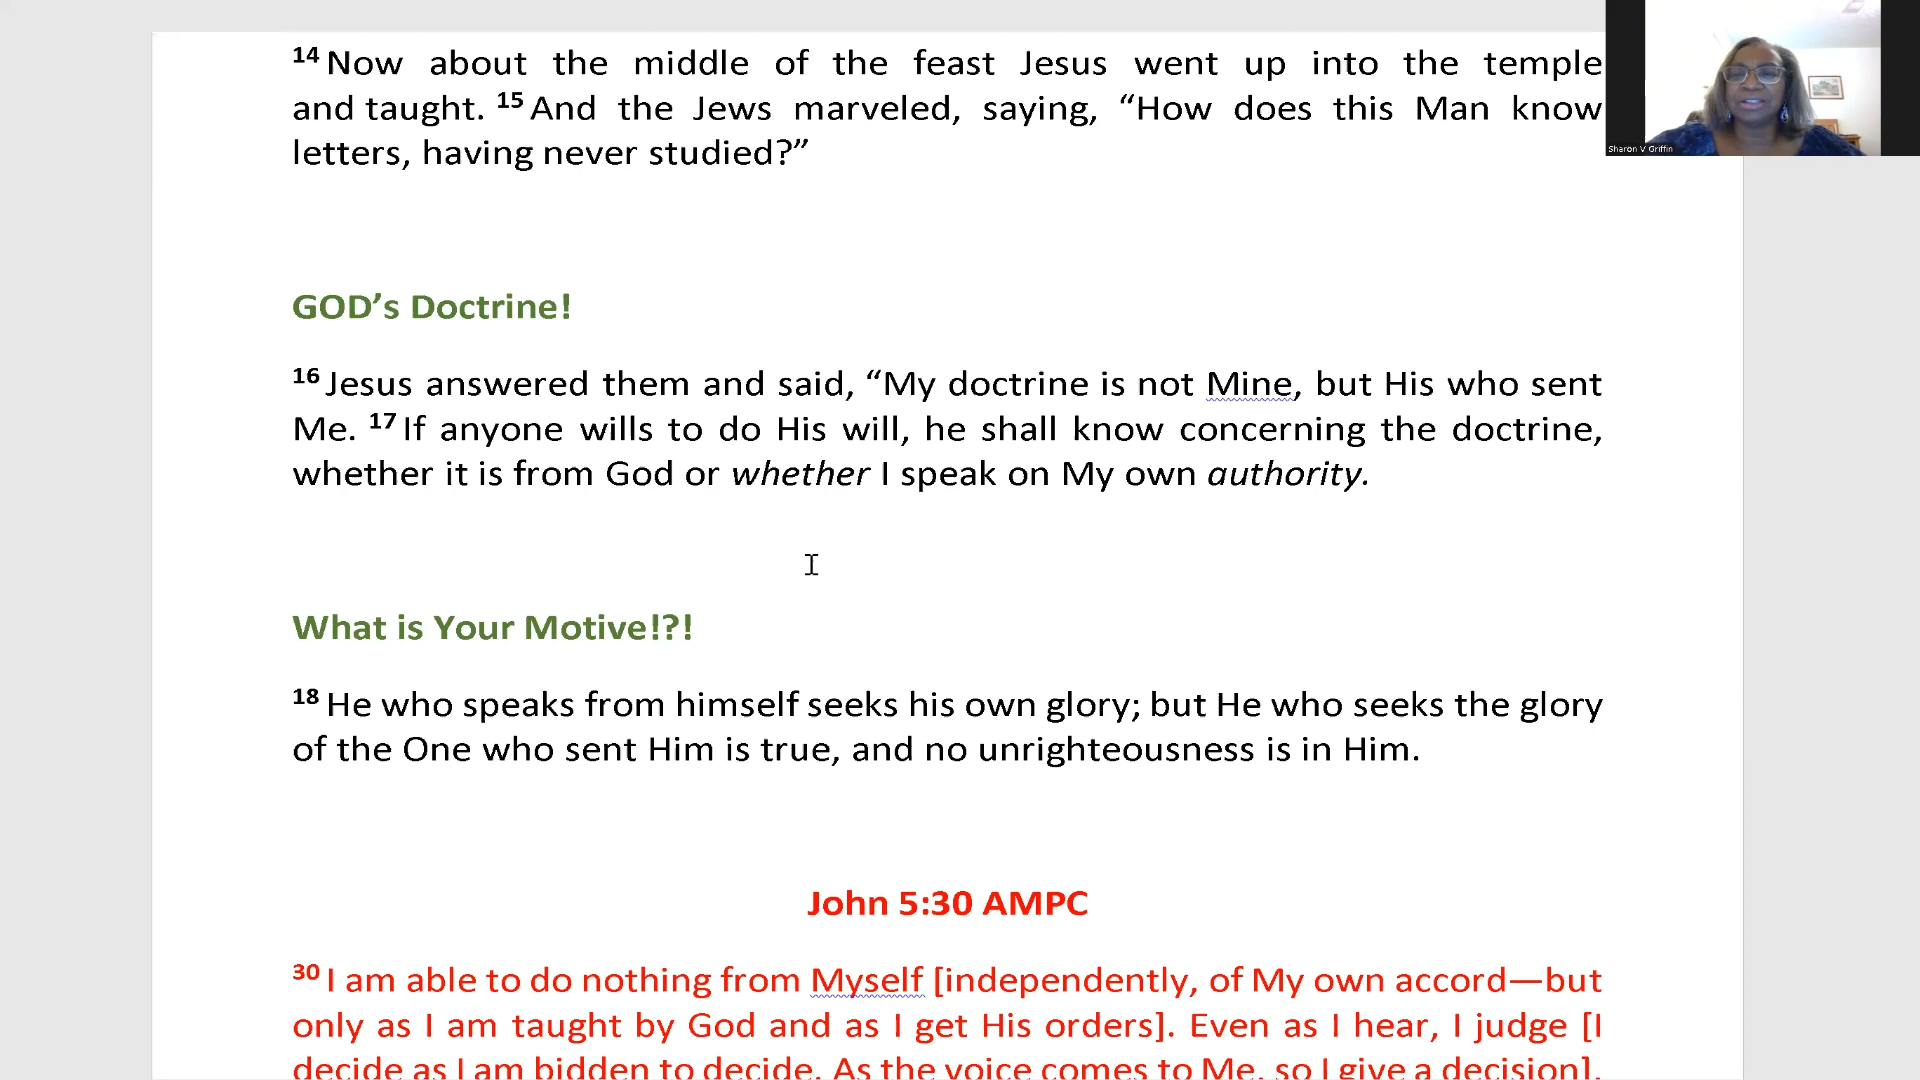 14 Now about the middle of the feast Jesus went up into the temple
and taught. 15 And the Jews marveled, saying, “How does this Man know
letters, having never studied?”
Sharon V Griffin
GOD’s Doctrine!
16 Jesus answered them and said, “My doctrine is not Mine, but His who sent
Me. 17 If anyone wills to do His will, he shall know concerning the doctrine,
whether it is from God or whether I speak on My own authority.
What is Your Motive!?!
18 He who speaks from himself seeks his own glory; but He who seeks the glory
of the One who sent Him is true, and no unrighteousness is in Him.
John 5:30 AMPC
30 I am able to do nothing from Myself [independently, of My own accord—but
only as I am taught by God and as I get His orders]. Even as I hear, I judge [I
decide as I am bidden to decide. As the voice comes to Me, so I give a decision],